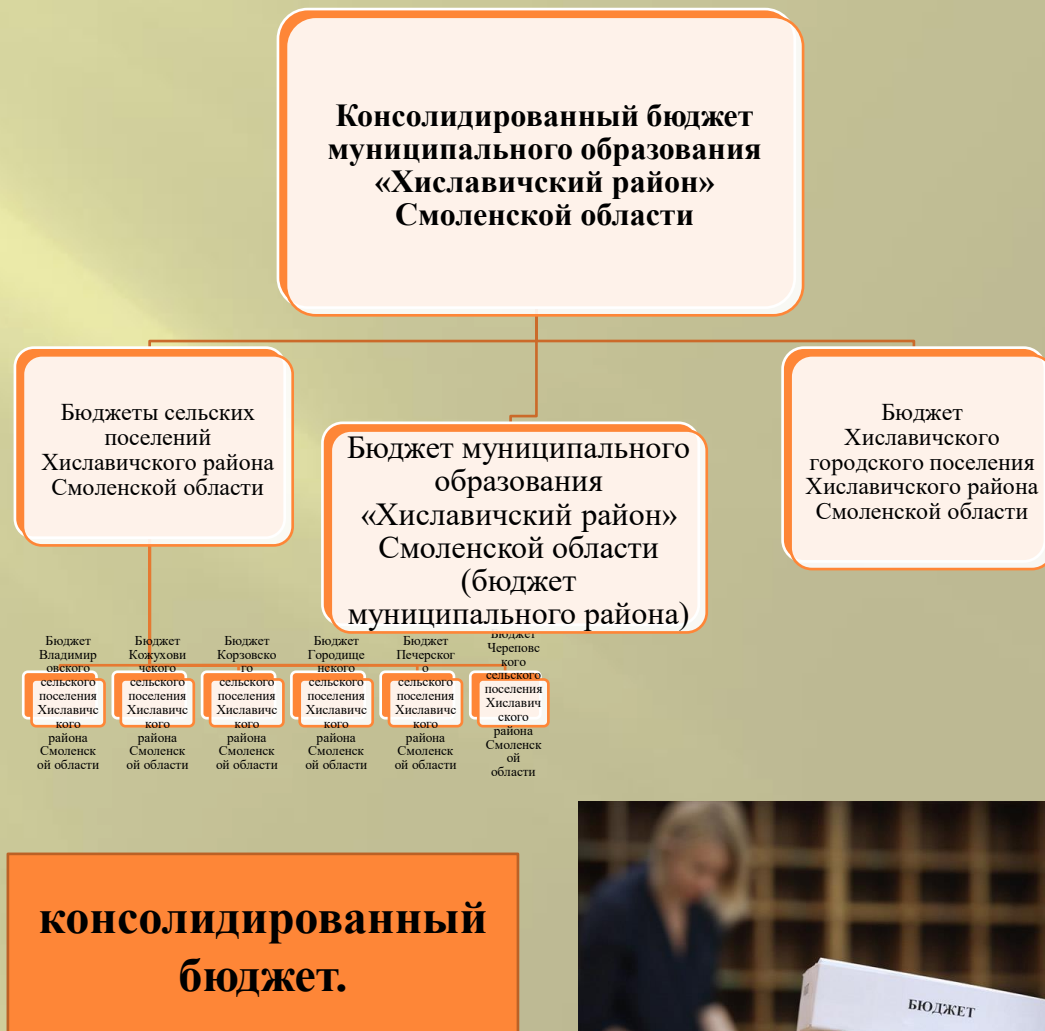 Консолидированный бюджет
муниципального образования
«Хиславичский район»
Смоленской области
Бюджеты сельских
поселений
Хиславичского района
Смоленской области
Бюджет муниципального
образования
«Хиславичский район»
Смоленской области
(бюджет
муниципального района)
Бюджет
Хиславичского
городского поселения
Хиславичского района
Смоленской области
Бюджет
Владимир
овского
сельского
поселения
Хиславичс
кого
района
Смоленск
ой области
Бюджет
Кожухови
чского
сельского
поселения
Хиславичс
кого
района
Смоленск
ой области
Бюджет
Корзовско
го
сельского
поселения
Хиславичс
кого
района
Смоленск
ой области
Бюджет
Городище
нского
сельского
поселения
Хиславичс
кого
района
Смоленск
ой области
Бюджет
Печерског
о
сельского
поселения
Хиславичс
кого
района
Смоленск
ой области
Бюджет
Череповс
кого
сельского
поселения
Хиславич
ского
района
Смоленск
ой
области
консолидированный
бюджет.
БЮДЖЕТ